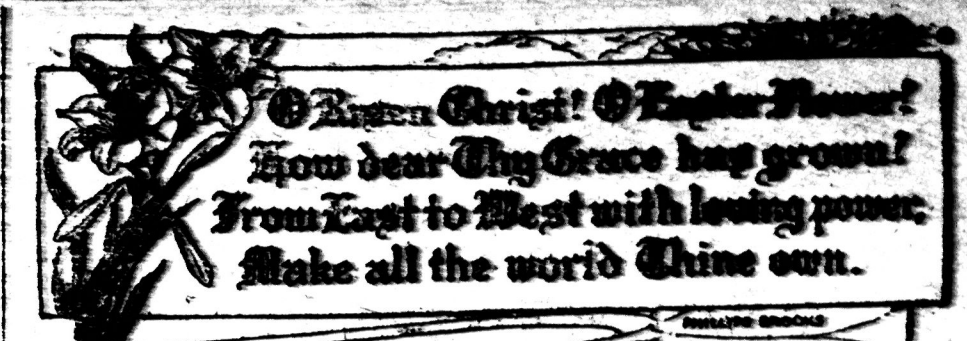 O Risen Christ! O Easter Flower!
How dear Thy Grace has grown!
From East to West with loving power,
Make all the world Thine own.
PHILLIPS BROOKS